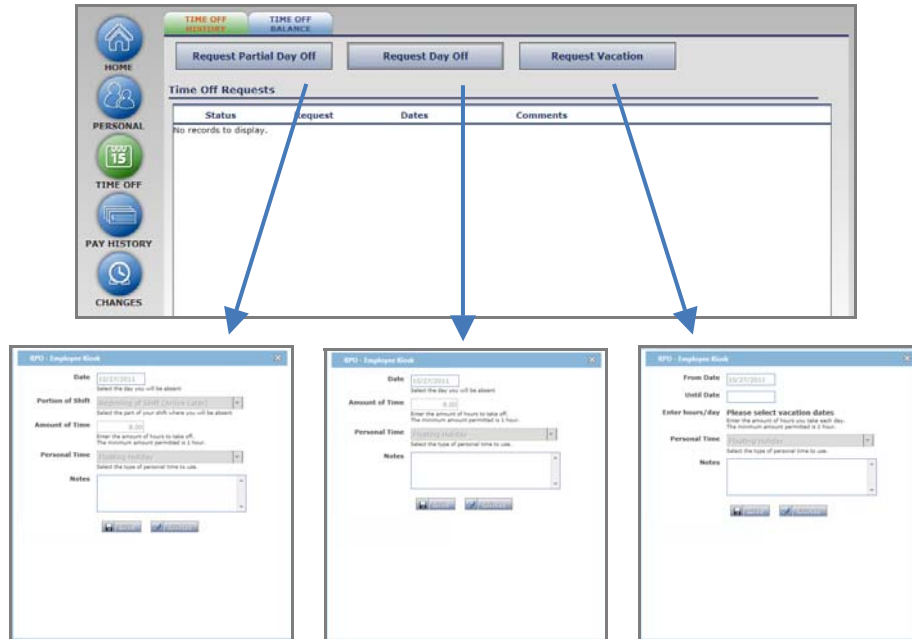 TIME OFF HISTORY
TIME OFF BALANCE
HOME
Request Partial Day Off
Request Day Off
Request Vacation
Time Off Requests
Status
Request
Dates
Comments
No records to display.
PERSONAL
15
TIME OFF
PAY HISTORY
CHANGES
Employee Kiosk
Date
10/27/2011
Select the day you will be absent
Portion of Shift
Beginning of Shift (Arrive Later)
Select the part of your shift where you will be absent
Amount of Time
Enter the amount of hours to take off.
The minimum amount permitted is 1 hour.
Personal Time
Floating Holiday
Select the type of personal time to use.
Notes
Employee Kiosk
Date
10/27/2011
Select the day you will be absent
Amount of Time
8.00
Enter the amount of hours to take off.
The minimum amount permitted is 1 hour.
Personal Time
Floating Holiday
Select the type of personal time to use.
Notes
Employee Kiosk
From Date
10/27/2011
Until Date
Enter hours/day Please select vacation dates
Enter the amount of hours you take each day.
The minimum amount permitted is 1 hour.
Personal Time
Floating Holiday
Select the type of personal time to use.
Notes